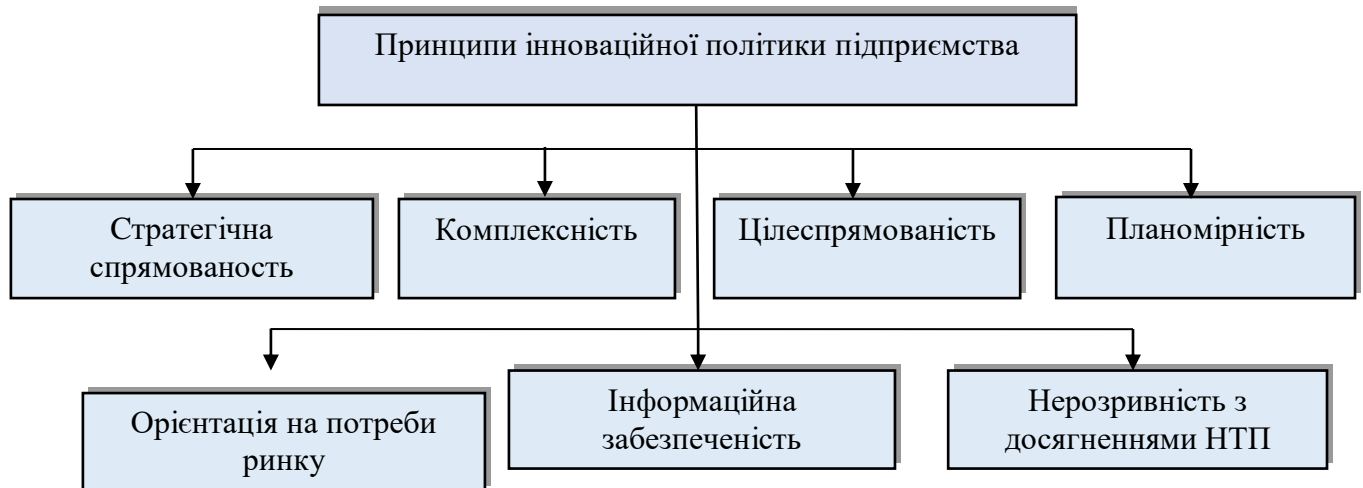 Принципи інноваційної політики підприємства
Стратегічна
спрямованость
Комплексність
Цілеспрямованість
Планомірність
Орієнтація на потреби
ринку
Інформаційна
забезпеченість
Нерозривність з
досягненнями НТП